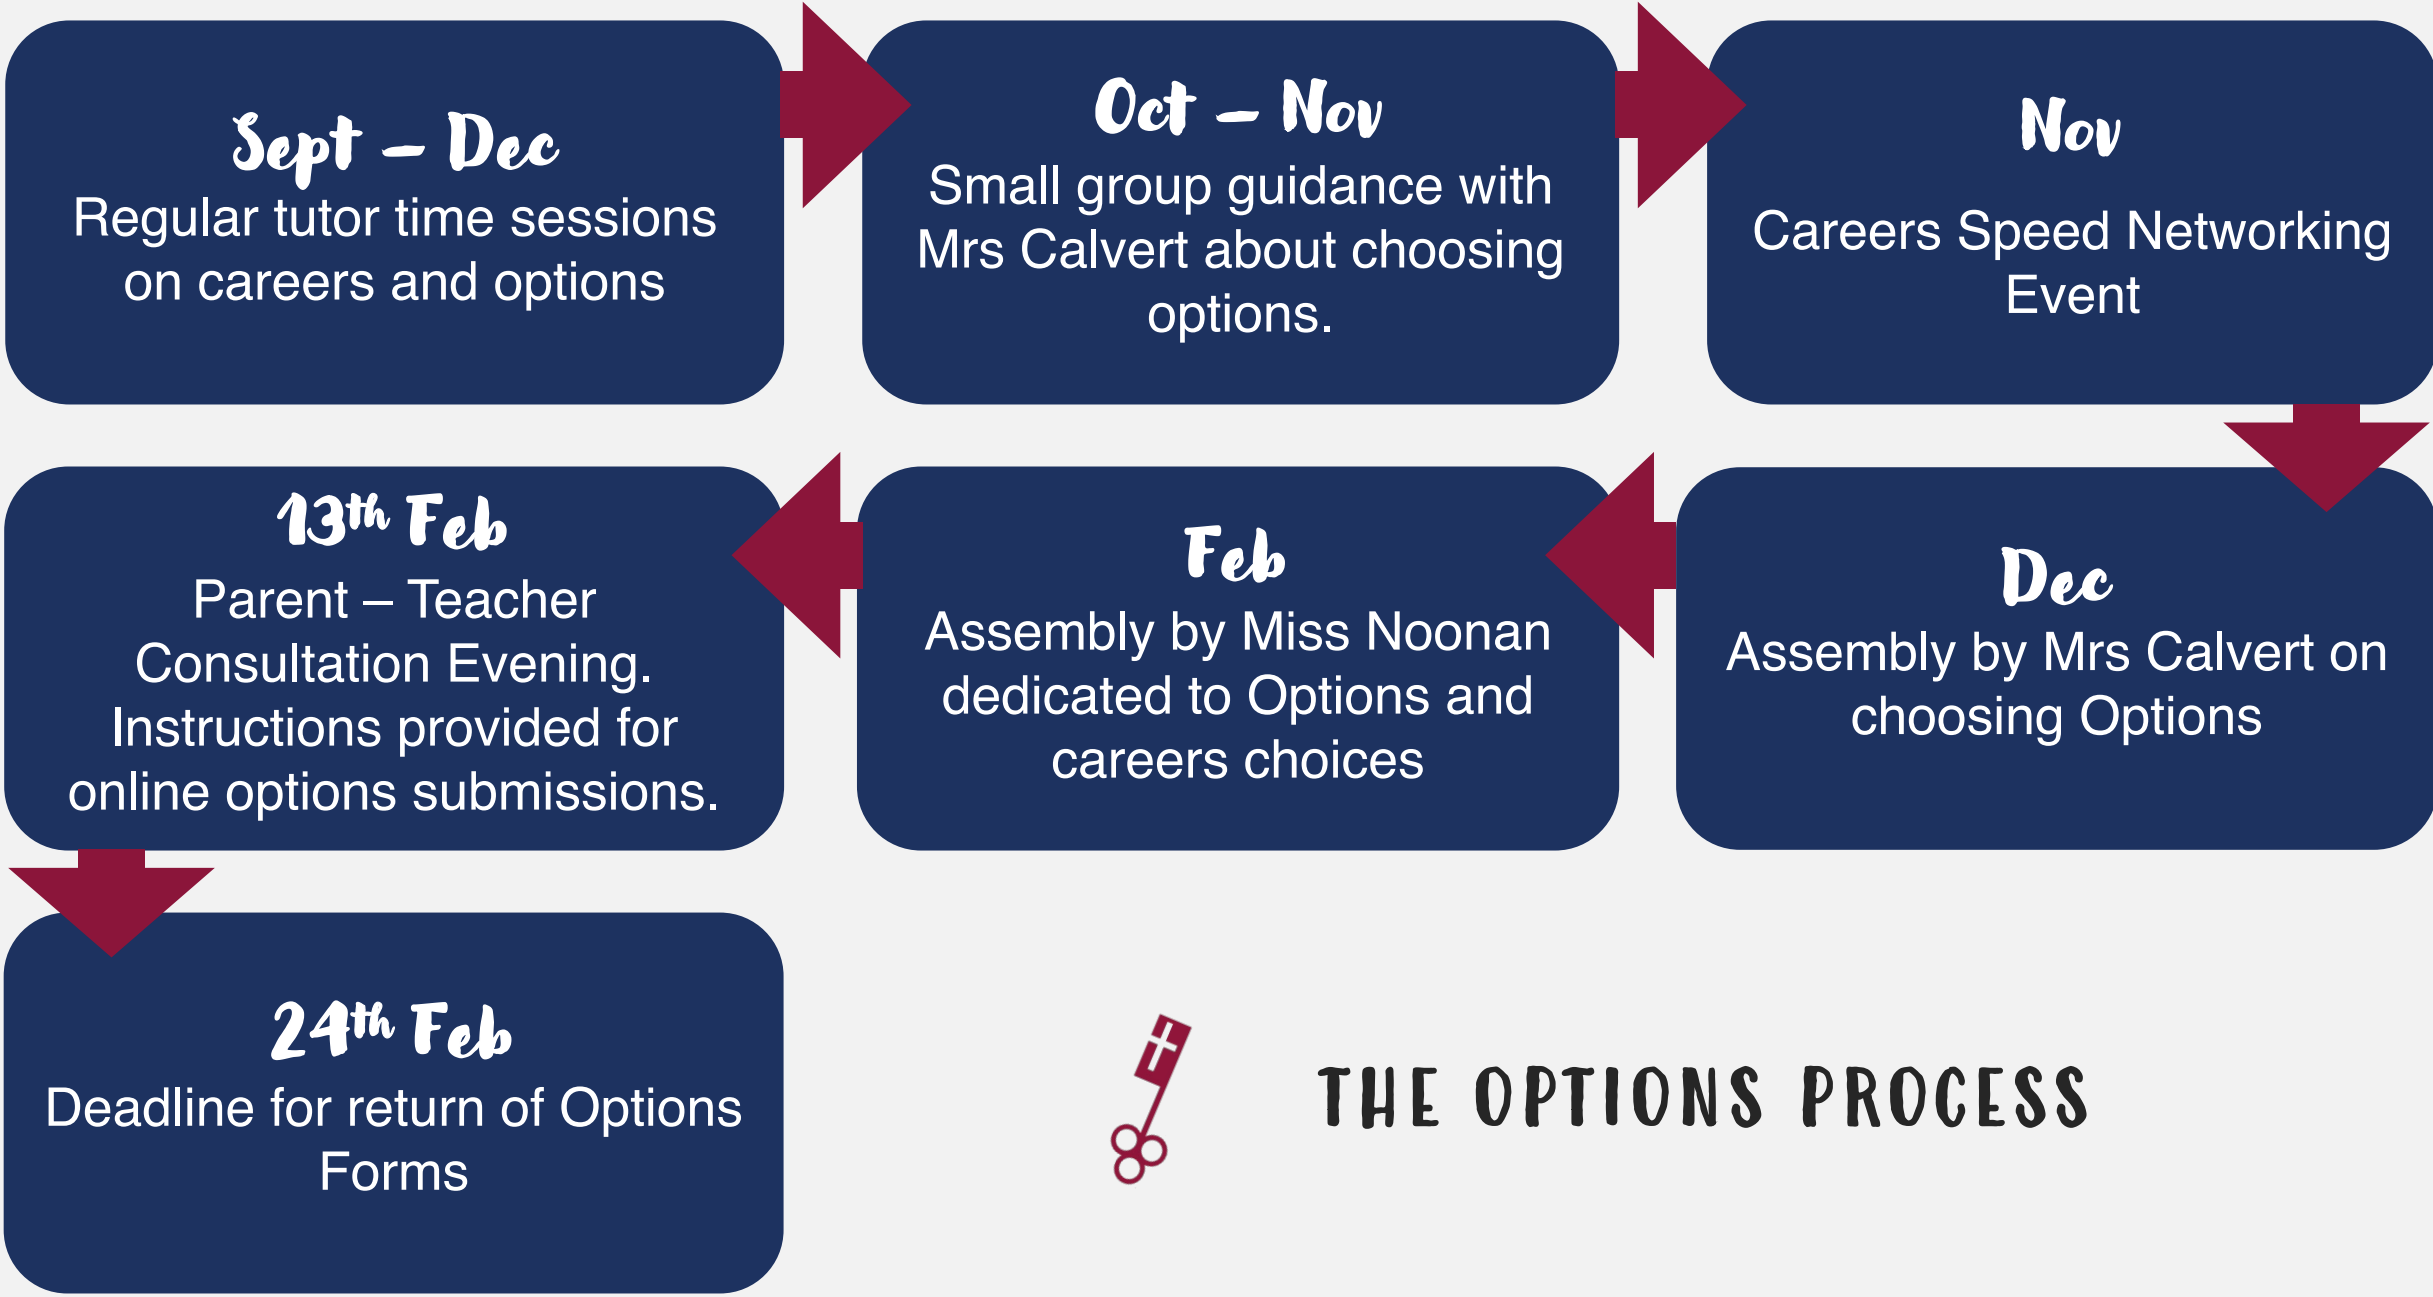 Sept – Dec
Regular tutor time sessions
on careers and options
Oct – Nov
Small group guidance with
Mrs Calvert about choosing
options.
Nov
Careers Speed Networking
Event
Dec
Assembly by Mrs Calvert on
choosing Options
Feb
Assembly by Miss Noonan
dedicated to Options and
careers choices
13th Feb
Parent – Teacher
Consultation Evening.
Instructions provided for
online options submissions.
24th Feb
Deadline for return of Options
Forms
THE OPTIONS PROCESS